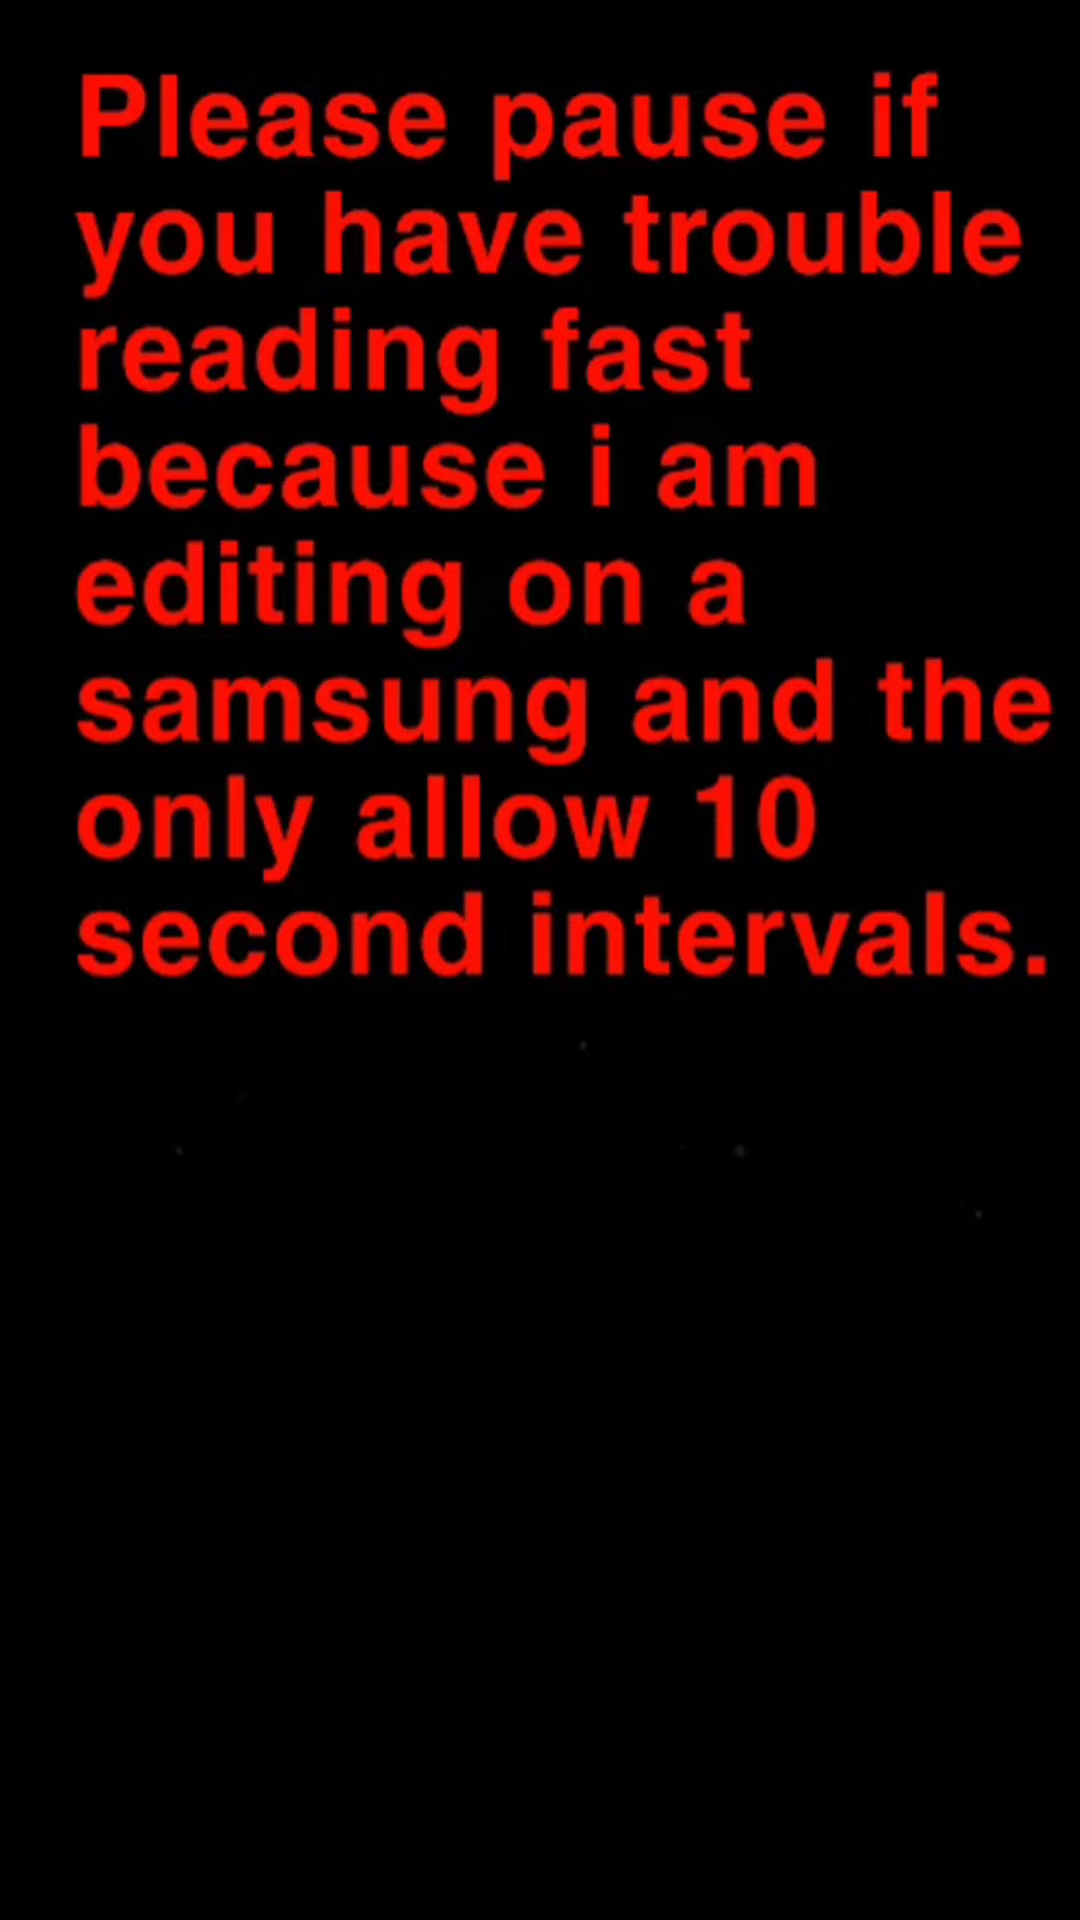 Please pause if
you have trouble
reading fast
because i am
editing on a
samsung and the
only allow 10
second intervals.